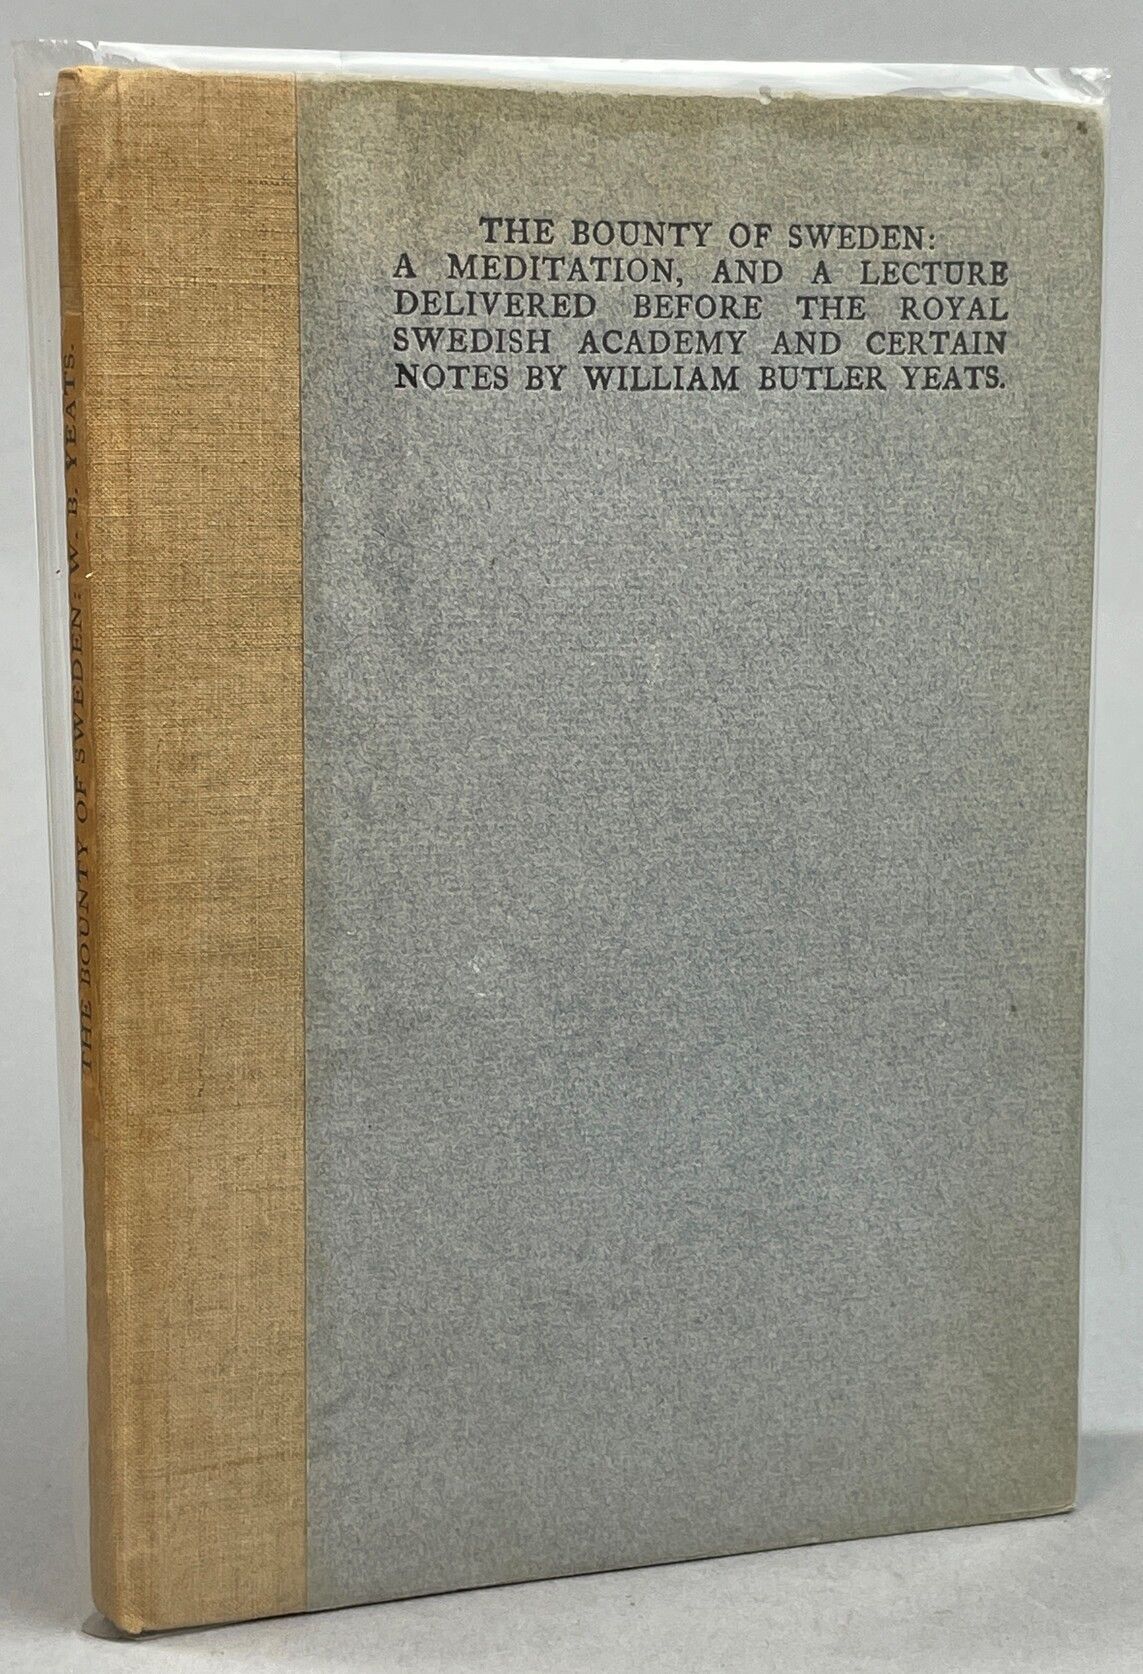 THE BOUNTY OF SWEDEN:
A MEDITATION, AND A LECTURE
DELIVERED BEFORE THE ROYAL
SWEDISH ACADEMY AND CERTAIN
NOTES BY WILLIAM BUTLER YEATS.
THE BOUNTY OF SWEDEN: W. B. YEATS.